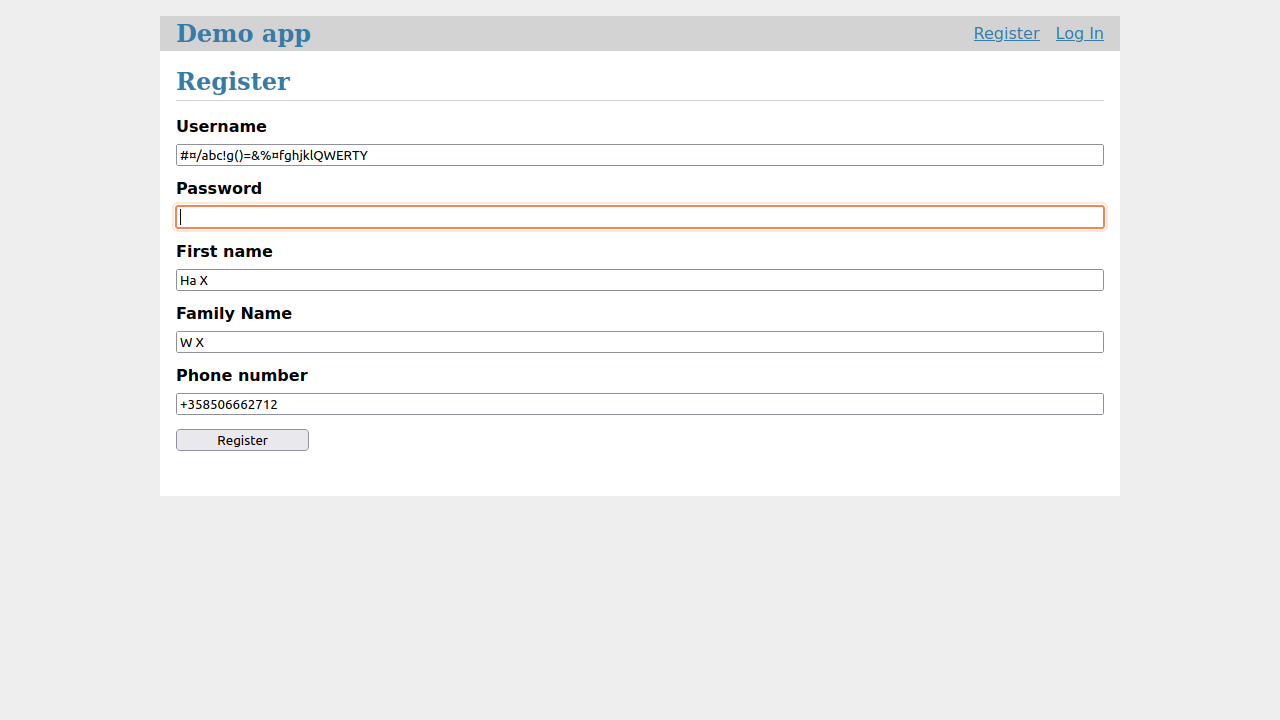 Demo app
Register Log In
Register
Username
#¤/abc!g()=&%¤fghjklQWERTY
Password
First name
Ha X
Family Name
W X
Phone number
+358506662712
Register